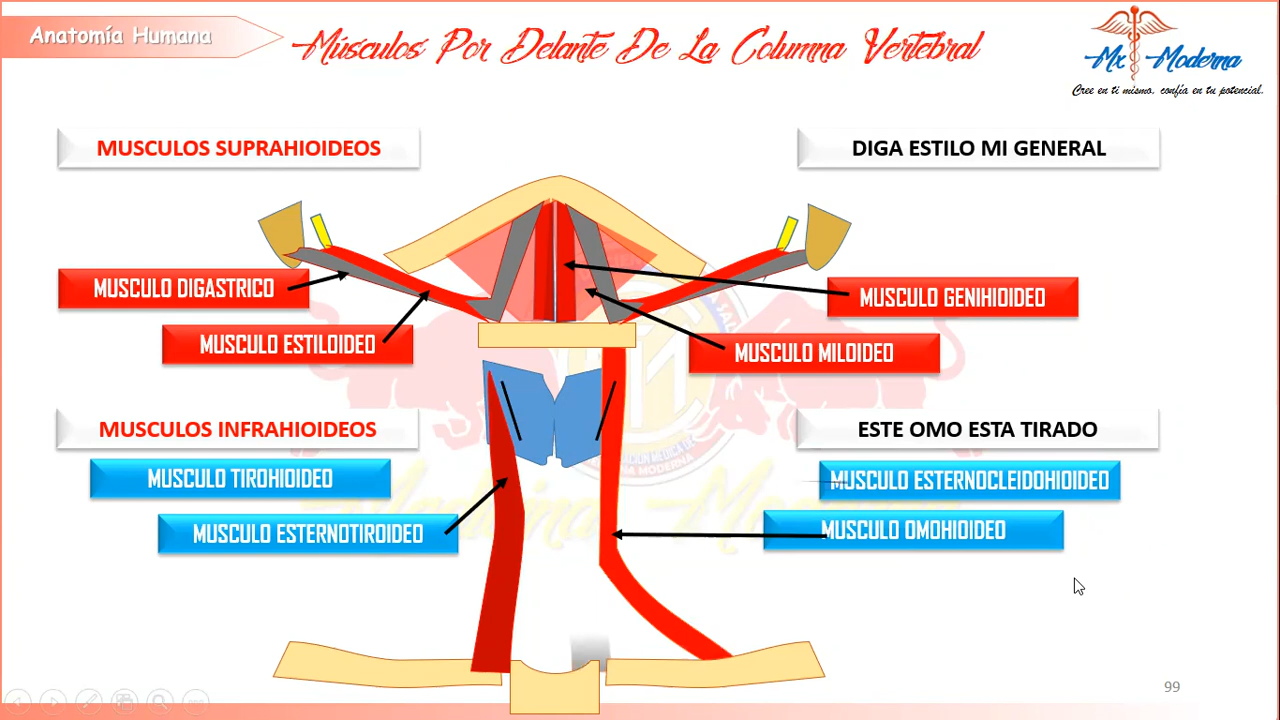 Anatomía Humana
Músculos Por Delante De La Columna Vertebral
Mx Moderna
Cree en ti mismo, confía en tu potencial.
MUSCULOS SUPRAHIOIDEOS
DIGA ESTILO MI GENERAL
MUSCULO DIGASTRICO
MUSCULO GENIHIOIDEO
MUSCULO ESTILOIDEO
MUSCULO MILOIDEO
MUSCULOS INFRAHIOIDEOS
ESTE OMO ESTA TIRADO
MUSCULO TIROHIOIDEO
MUSCULO ESTERNOCLEIDOHIOIDEO
MUSCULO ESTERNOTIROIDEO
MUSCULO OMOHIOIDEO
99